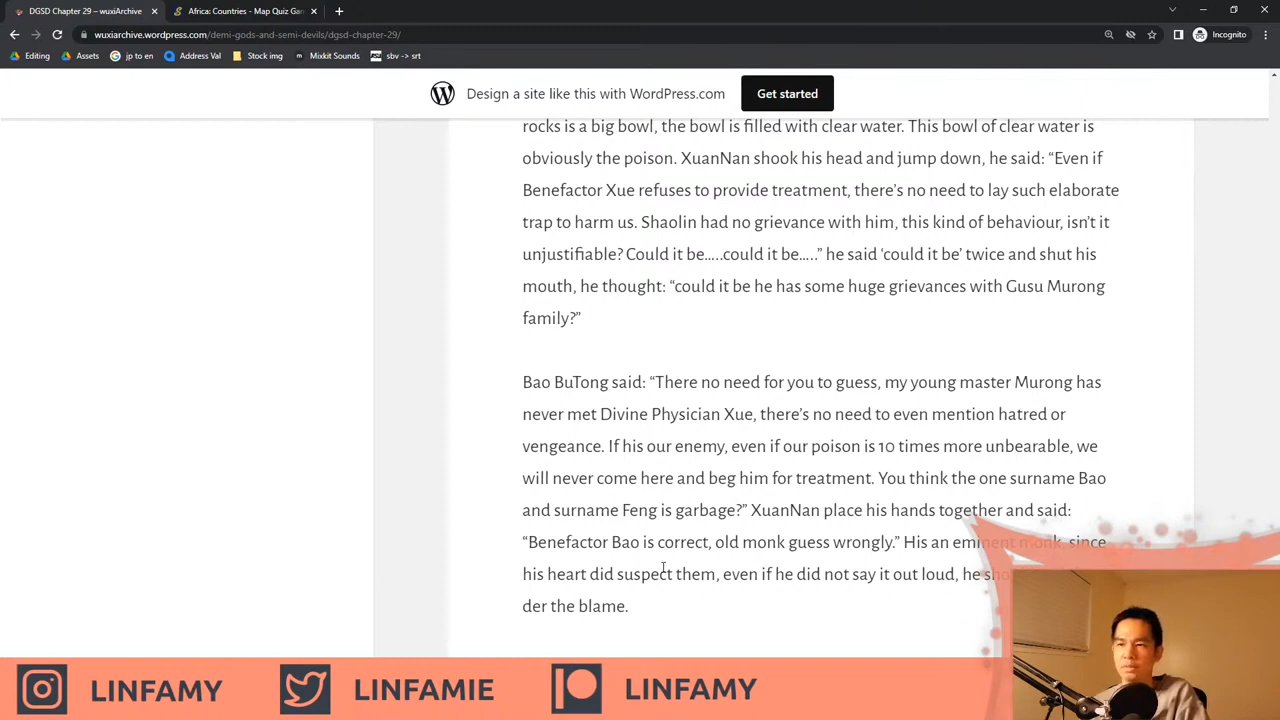 DGSD Chapter 29 – wuxiArchive
Africa: Countries - Map Quiz Gam
wuxiarchive.wordpress.com/demi-gods-and-semi-devils/dgsd-chapter-29/
Incognito
Editing
Assets
jp to en
Address Val
Stock img
Mixkit Sounds
sbv -> srt
Design a site like this with WordPress.com
Get started
rocks is a big bowl, the bowl is filled with clear water. This bowl of clear water is
obviously the poison. XuanNan shook his head and jump down, he said: “Even if
Benefactor Xue refuses to provide treatment, there’s no need to lay such elaborate
trap to harm us. Shaolin had no grievance with him, this kind of behaviour, isn’t it
unjustifiable? Could it be…..could it be…..” he said ‘could it be’ twice and shut his
mouth, he thought: “could it be he has some huge grievances with Gusu Murong
family?”
Bao BuTong said: “There no need for you to guess, my young master Murong has
never met Divine Physician Xue, there’s no need to even mention hatred or
vengeance. If his our enemy, even if our poison is 10 times more unbearable, we
will never come here and beg him for treatment. You think the one surname Bao
and surname Feng is garbage?” XuanNan place his hands together and said:
“Benefactor Bao is correct, old monk guess wrongly.” His an eminent monk, since
his heart did suspect them, even if he did not say it out loud, he
der the blame.
LINFAMY
LINFAMIE
LINFAMY